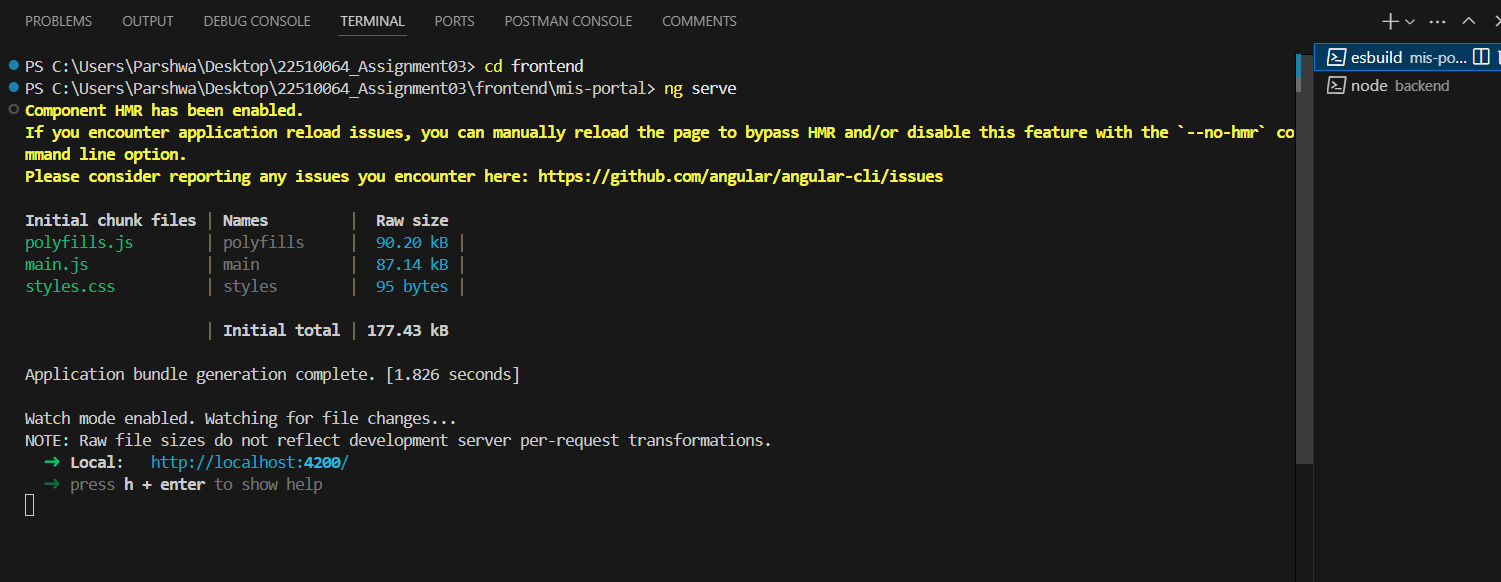 PROBLEMS OUTPUT DEBUG CONSOLE TERMINAL PORTS POSTMAN CONSOLE COMMENTS
PS C:\Users\Parshwa\Desktop\22510064_Assignment03> cd frontend
PS C:\Users\Parshwa\Desktop\22510064_Assignment03\frontend\mis-portal> ng serve
Component HMR has been enabled.
If you encounter application reload issues, you can manually reload the page to bypass HMR and/or disable this feature with the `--no-hmr` co
mmand line option.
Please consider reporting any issues you encounter here: https://github.com/angular/angular-cli/issues
Initial chunk files | Names | Raw size
polyfills.js | polyfills | 90.20 kB |
main.js | main | 87.14 kB |
styles.css | styles | 95 bytes |
| Initial total | 177.43 kB
Application bundle generation complete. [1.826 seconds]
Watch mode enabled. Watching for file changes...
NOTE: Raw file sizes do not reflect development server per-request transformations.
➜ Local: http://localhost:4200/
➜ press h + enter to show help
esbuild mis-po...
node backend